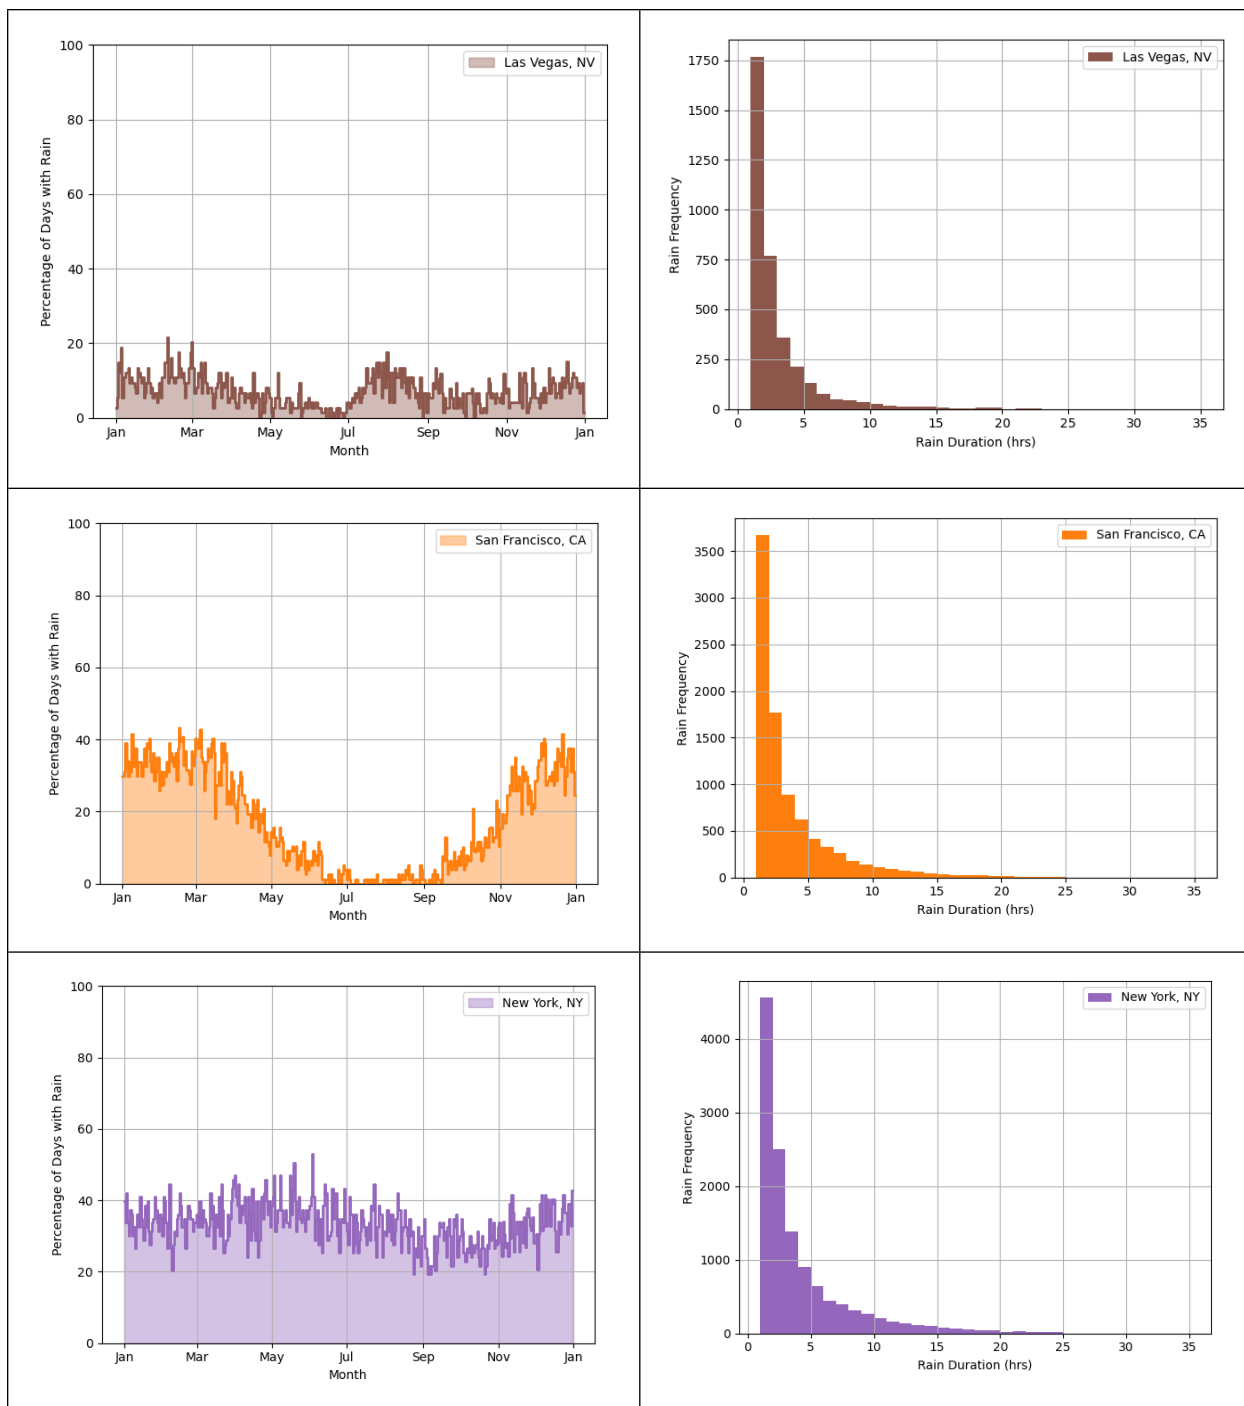 100
80
60
40
20
0
Percentage of Days with Rain
Las Vegas, NV
Jan Mar May Jul Sep Nov Jan
Month
1750
1500
1250
1000
750
500
250
0
Rain Frequency
Las Vegas, NV
0 5 10 15 20 25 30 35
Rain Duration (hrs)
100
80
60
40
20
0
Percentage of Days with Rain
San Francisco, CA
Jan Mar May Jul Sep Nov Jan
Month
3500
3000
2500
2000
1500
1000
500
0
Rain Frequency
San Francisco, CA
0 5 10 15 20 25 30 35
Rain Duration (hrs)
100
80
60
40
20
0
Percentage of Days with Rain
New York, NY
Jan Mar May Jul Sep Nov Jan
Month
4000
3000
2000
1000
0
Rain Frequency
New York, NY
0 5 10 15 20 25 30 35
Rain Duration (hrs)